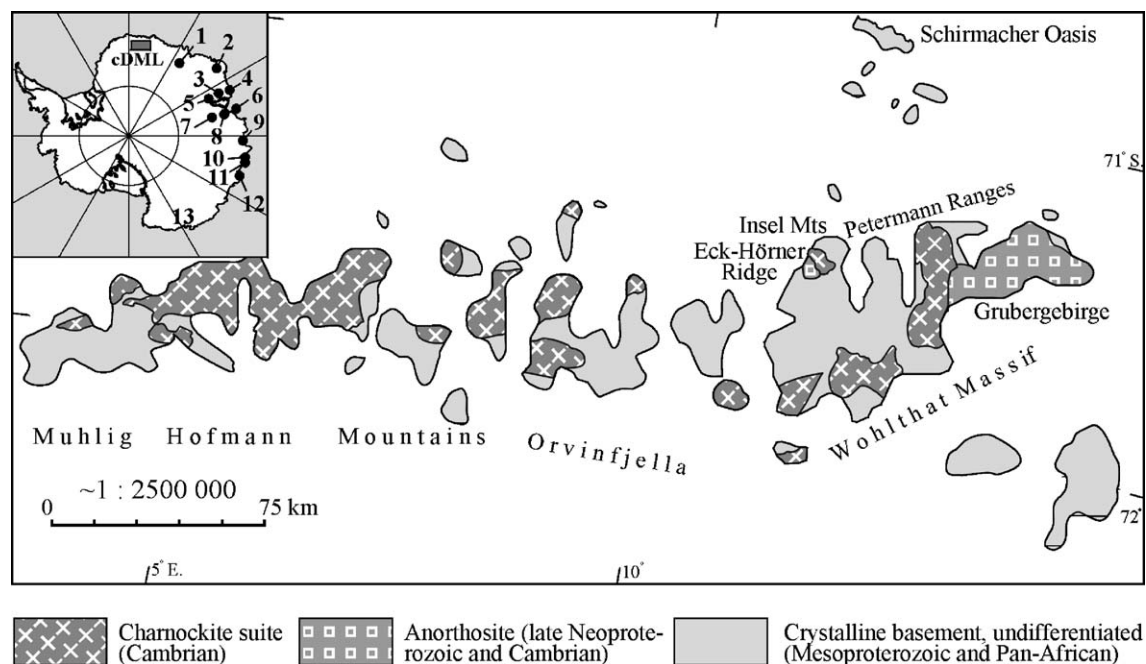 1
2
cDML
3
4
5
6
7
8
9
10
11
12
13
Schirmacher Oasis
71° S.
Petermann Ranges
Insel Mts
Eck-Hörner
Ridge
Grubergebirge
Wohlthat Massif
Muhlig Hofmann Mountains
Orvinfjella
~1 : 2500 000
0 75 km
72°
5° E.
10°
Charnockite suite
(Cambrian)
Anorthosite (late Neoprote-
rozoic and Cambrian)
Crystalline basement, undifferentiated
(Mesoproterozoic and Pan-African)